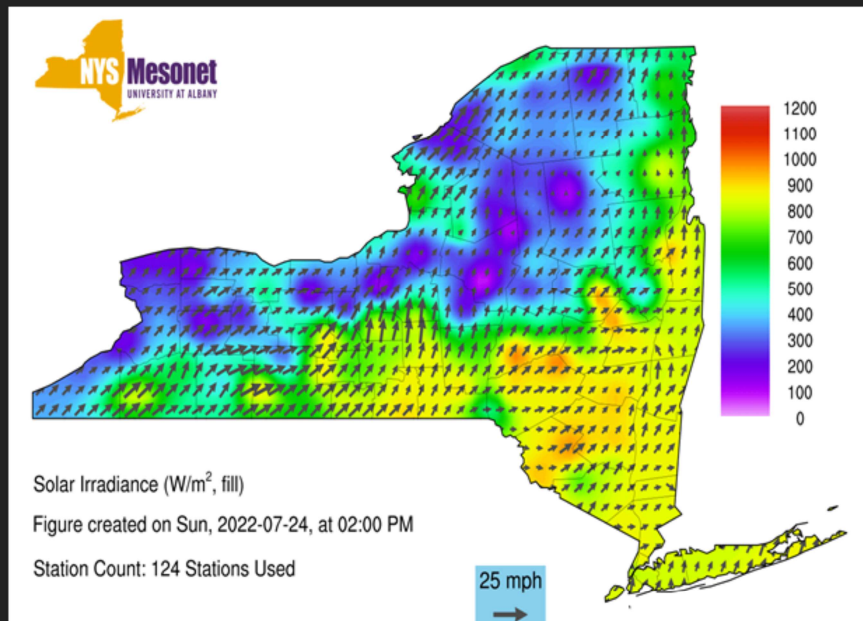 NYS Mesonet
UNIVERSITY AT ALBANY
1200
1100
1000
900
800
700
600
500
400
300
200
100
0
Solar Irradiance (W/m², fill)
Figure created on Sun, 2022-07-24, at 02:00 PM
Station Count: 124 Stations Used
25 mph